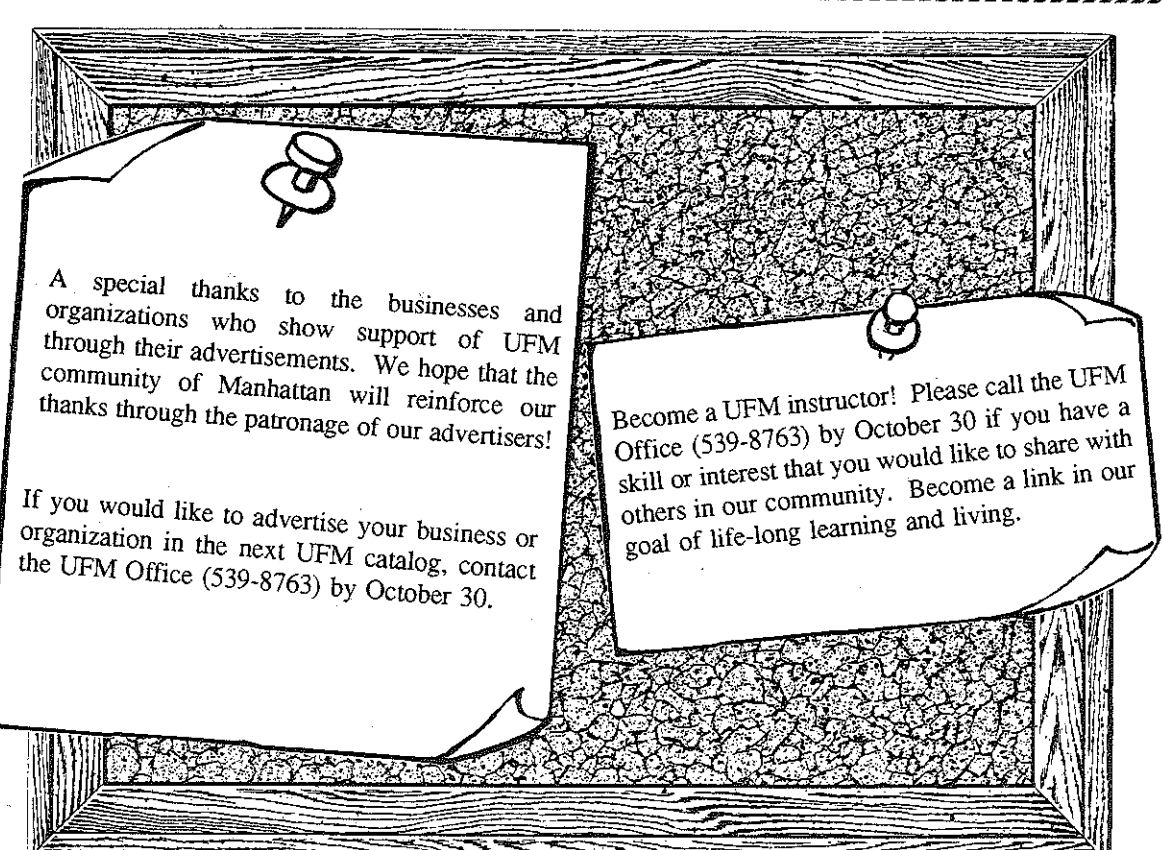 A special thanks to the businesses and
organizations who show support of UFM
through their advertisements. We hope that the
community of Manhattan will reinforce our
thanks through the patronage of our advertisers!
If you would like to advertise your business or
organization in the next UFM catalog, contact
the UFM Office (539-8763) by October 30.
Become a UFM instructor! Please call the UFM
Office (539-8763) by October 30 if you have a
skill or interest that you would like to share with
others in our community. Become a link in our
goal of life-long learning and living.